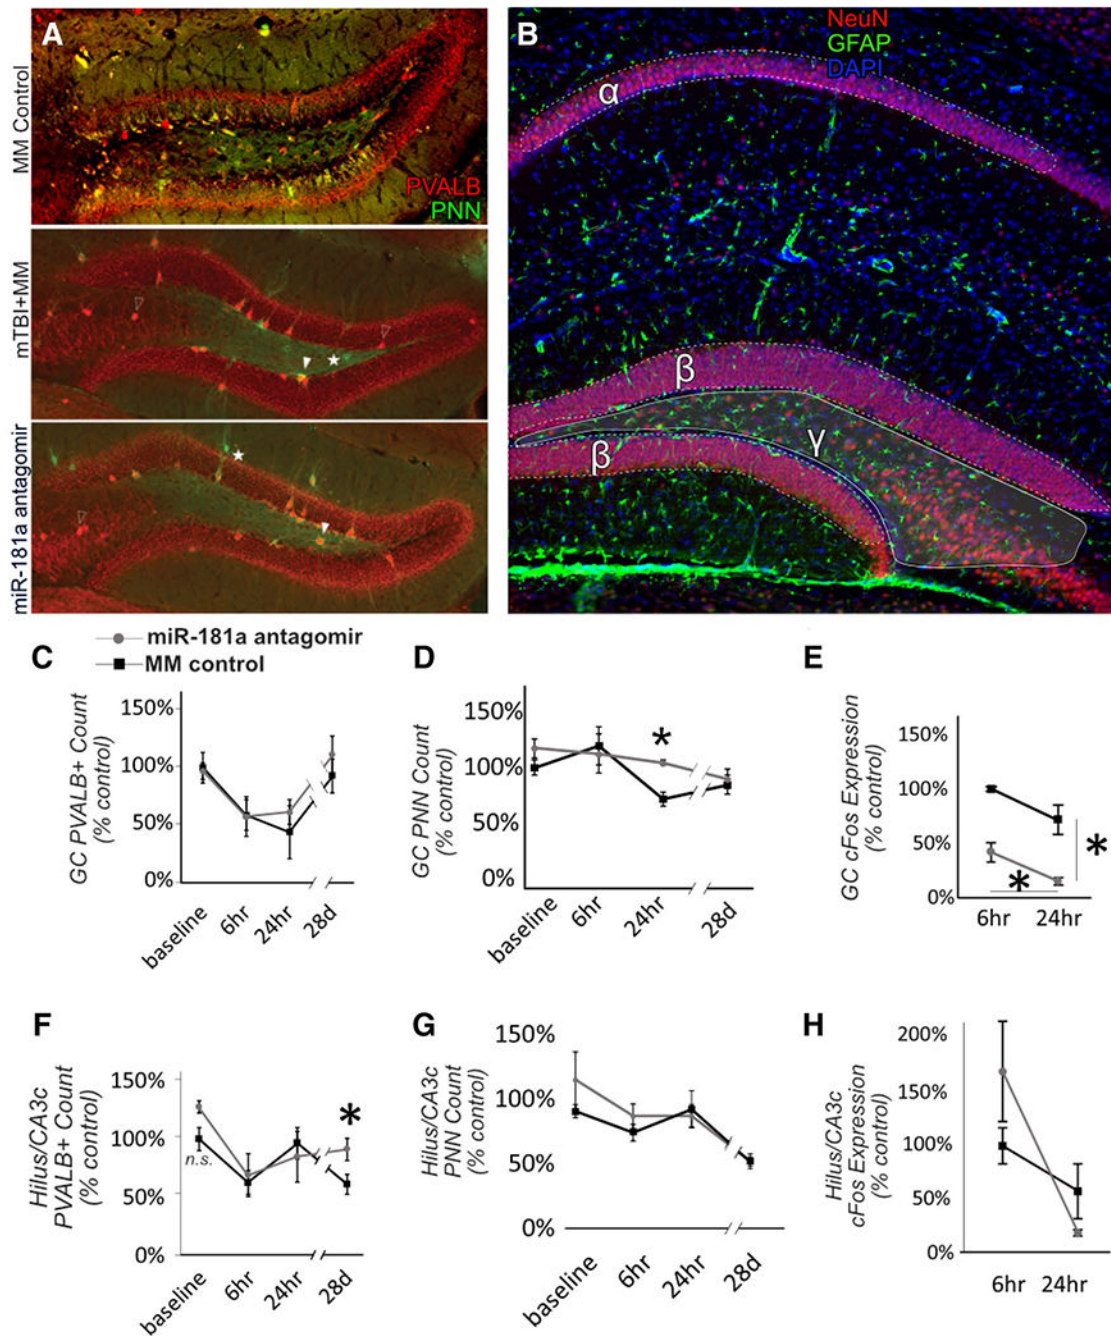 A
MM Control
PVALB
PNN
mTBI+MM
miR-181a antagomir
B
NeuN
GFAP
DAPI
α
β
β
γ
miR-181a antagomir
MM control
C
GC PVALB+ Count
(% control)
150%
100%
50%
0%
baseline
6hr
24hr
28d
D
GC PNN Count
(% control)
150%
100%
50%
0%
*
baseline
6hr
24hr
28d
E
GC cFos Expression
(% control)
150%
100%
50%
0%
*
*
6hr
24hr
F
Hilus/CA3c
PVALB+ Count
(% control)
150%
100%
50%
0%
n.s.
*
baseline
6hr
24hr
28d
G
Hilus/CA3c
PNN Count
(% control)
150%
100%
50%
0%
baseline
6hr
24hr
28d
H
Hilus/CA3c
cFos Expression
(% control)
200%
150%
100%
50%
0%
6hr
24hr